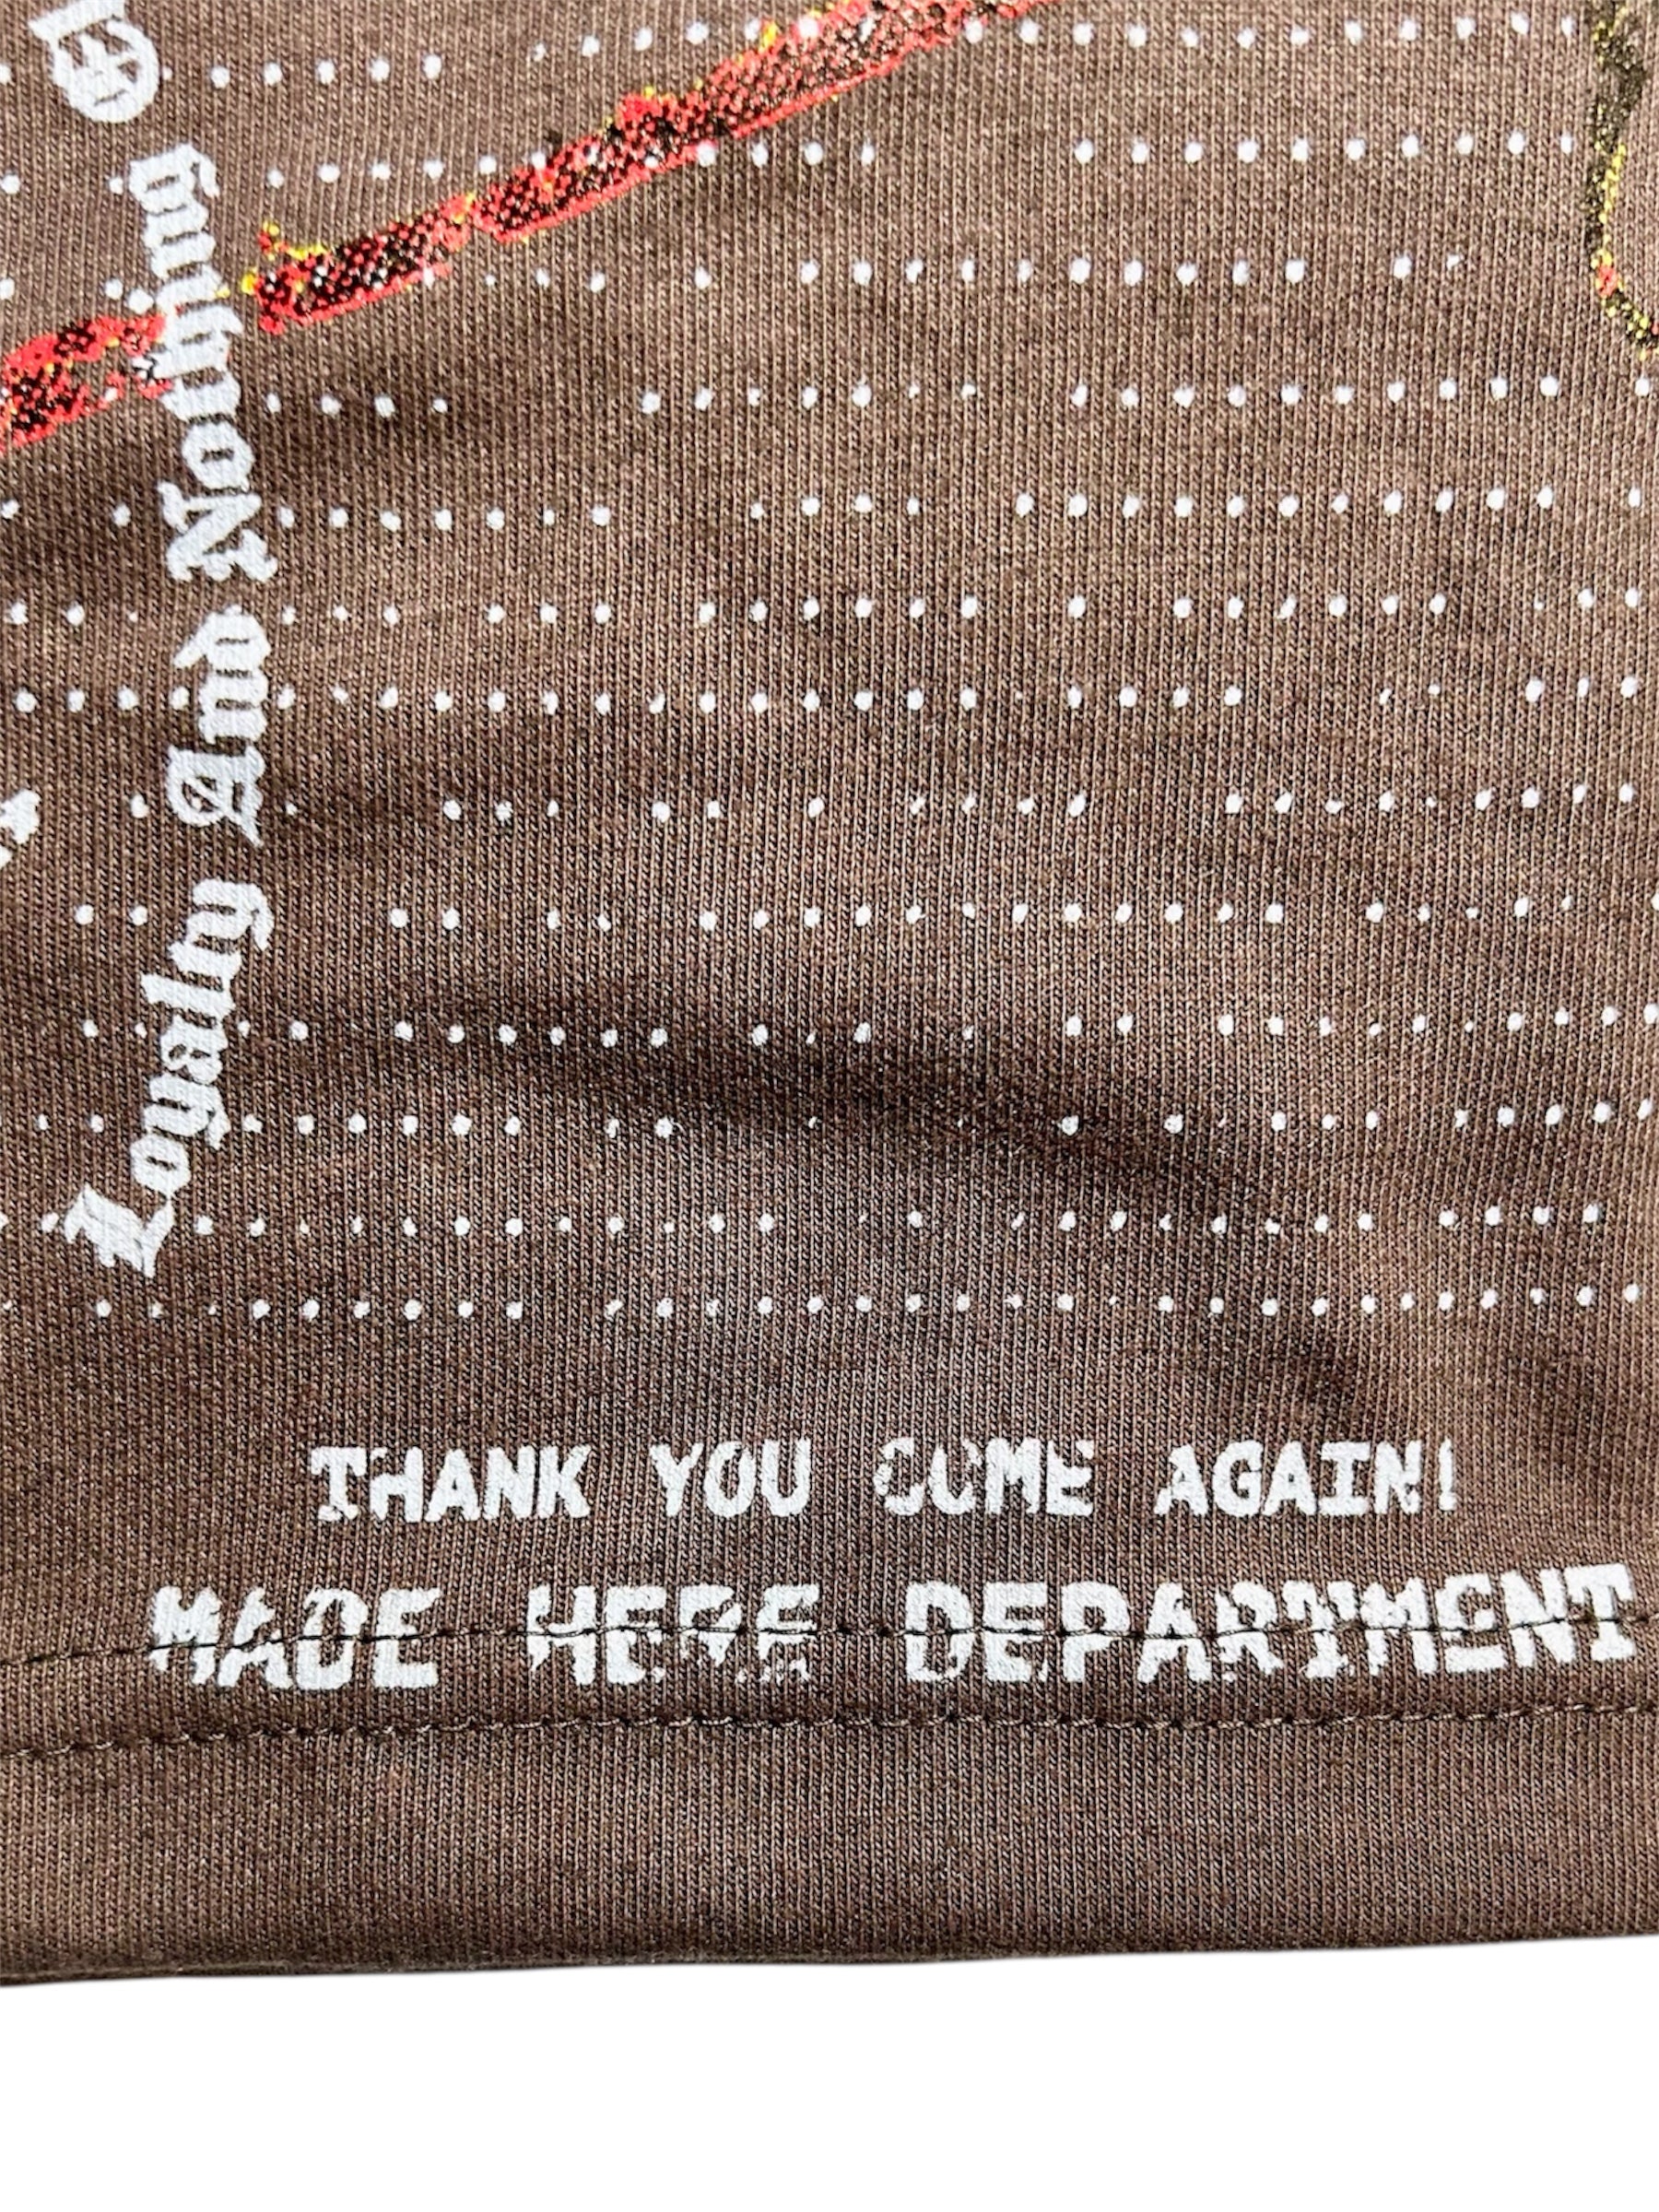 Loyalty And Nothing
THANK YOU COME AGAIN!
MADE HERE DEPARTMENT